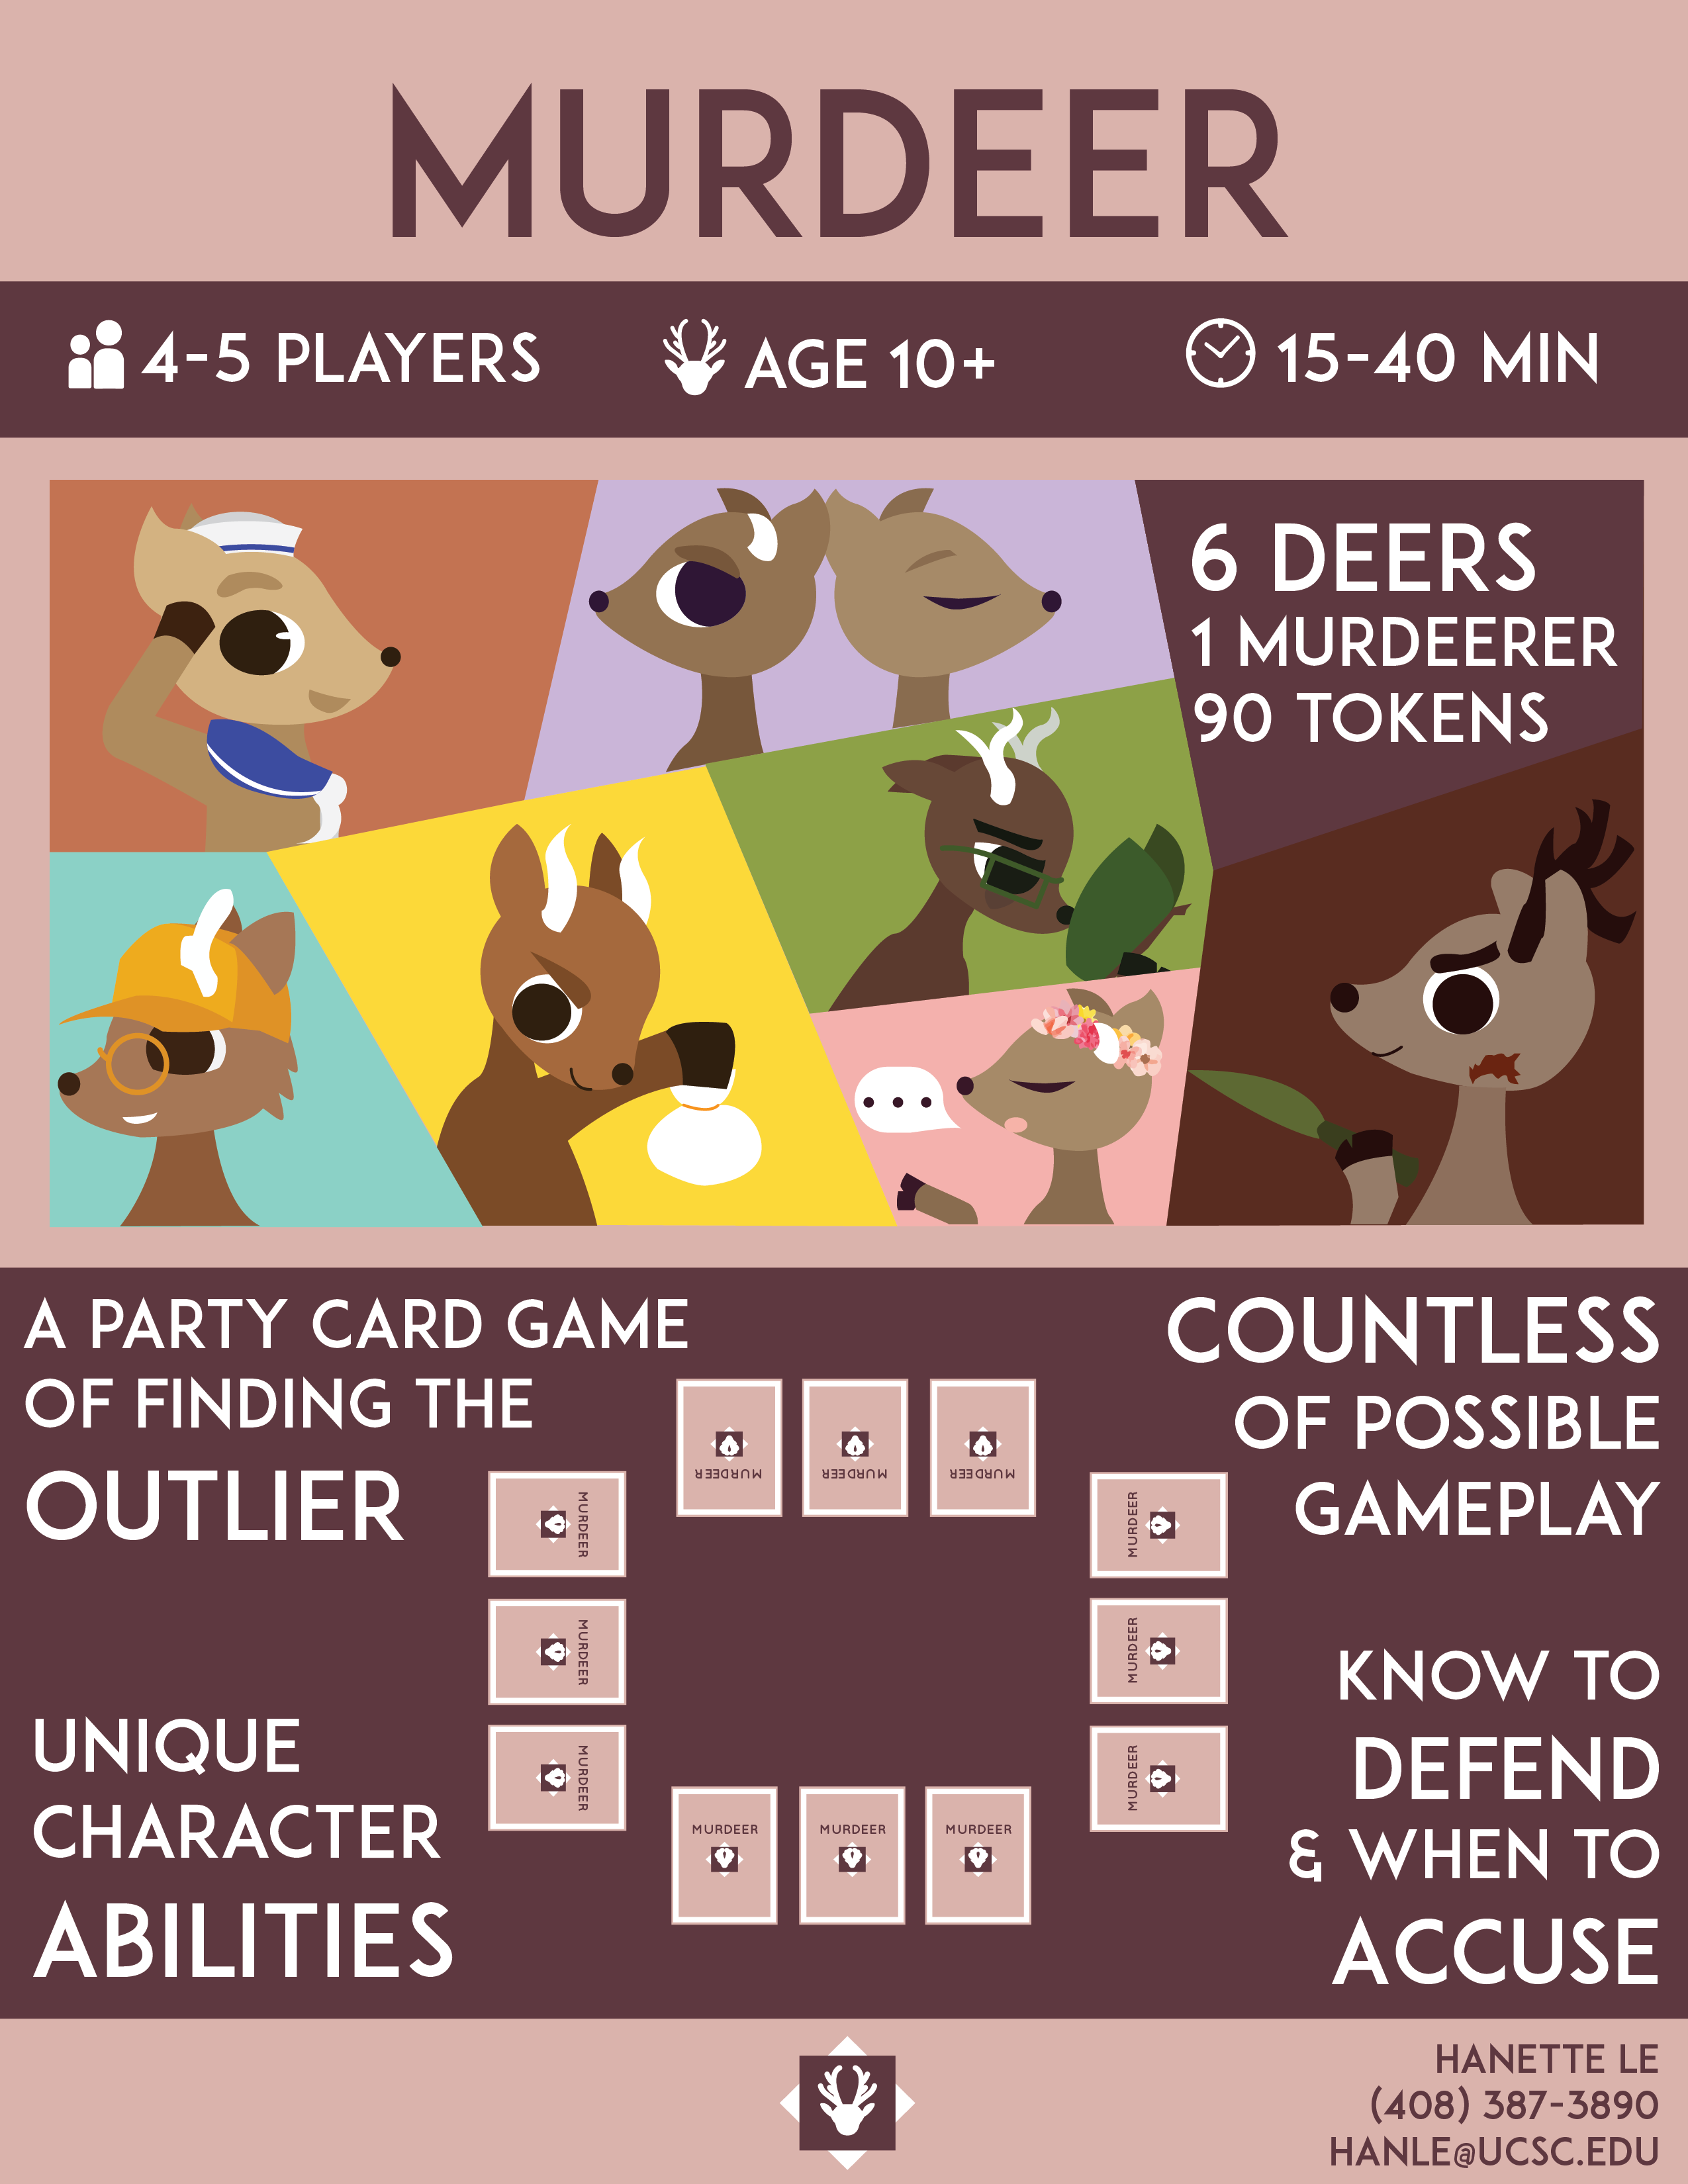 MURDEER
4-5 PLAYERS
AGE 10+
15-40 MIN
6 DEERS
1 MURDEERER
90 TOKENS
A PARTY CARD GAME
OF FINDING THE
OUTLIER
COUNTLESS
OF POSSIBLE
GAMEPLAY
MURDEER
MURDEER
MURDEER
MURDEER
MURDEER
MURDEER
MURDEER
MURDEER
MURDEER
MURDEER
MURDEER
MURDEER
UNIQUE
CHARACTER
ABILITIES
KNOW TO
DEFEND
& WHEN TO
ACCUSE
HANETTE LE
(408) 387-3890
HANLE@UCSC.EDU